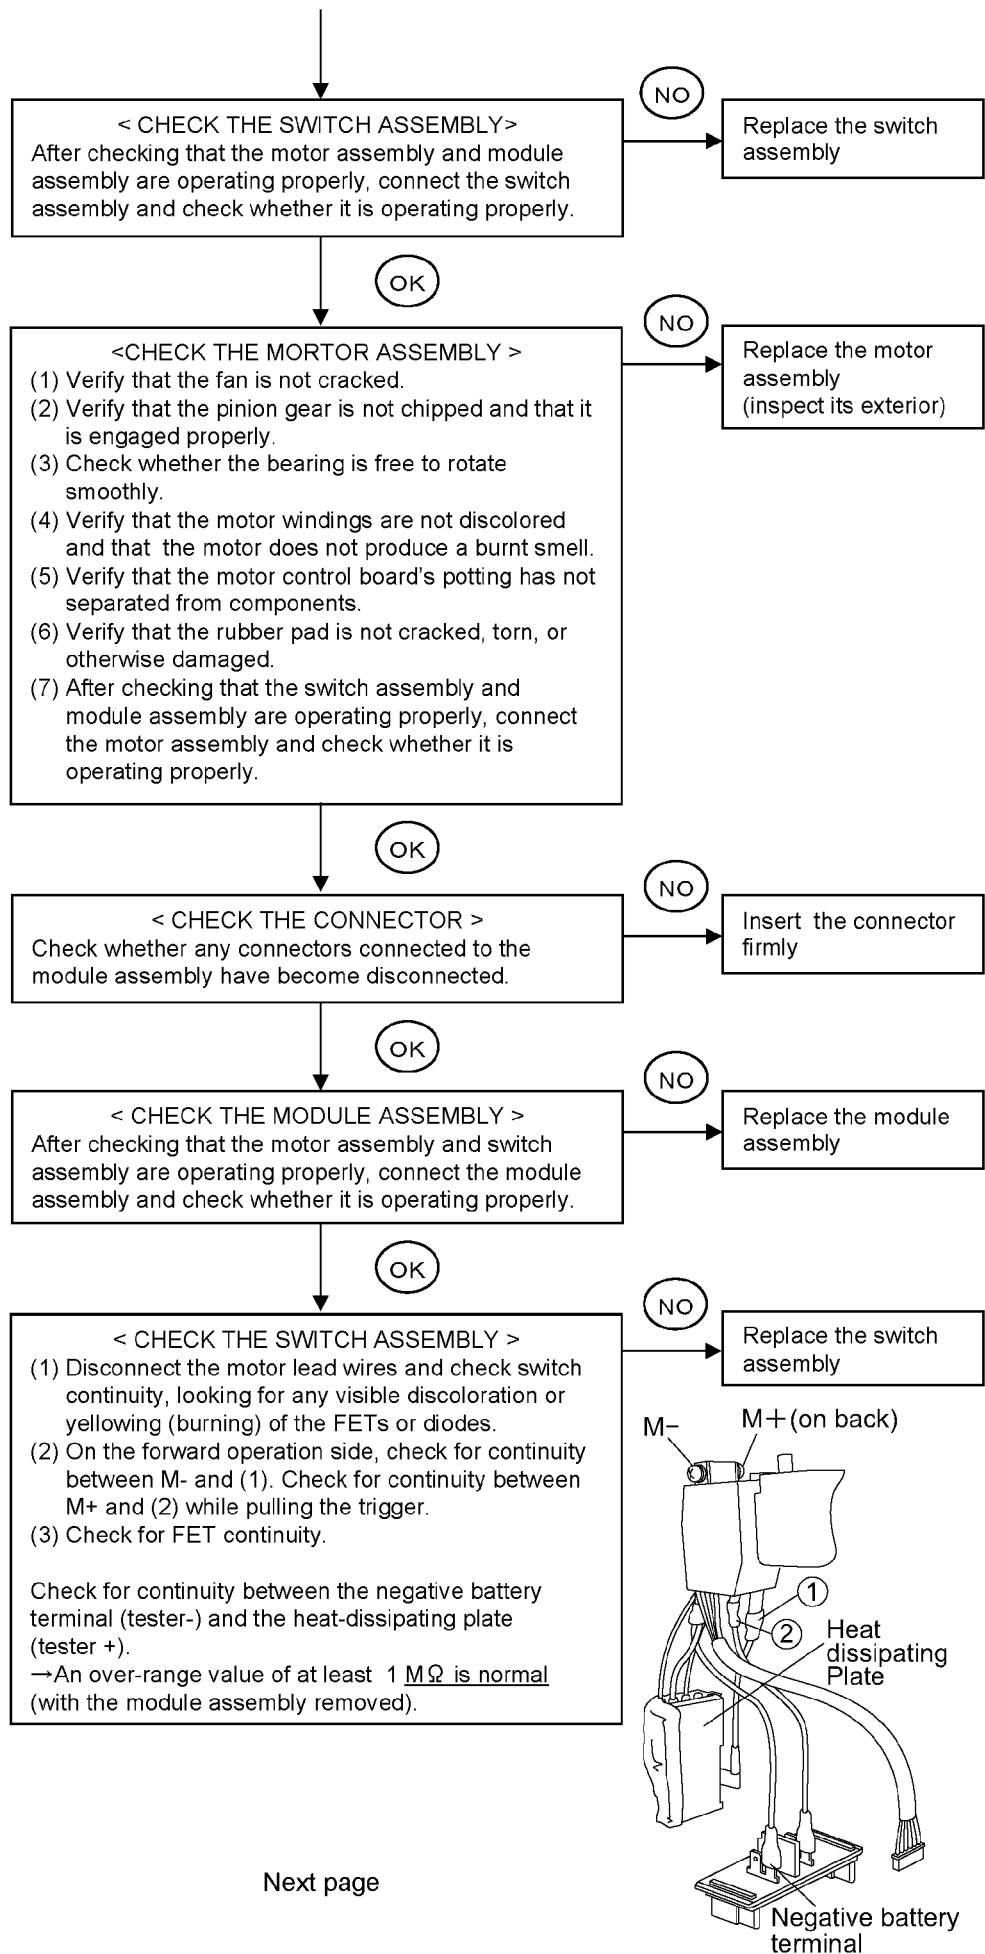 < CHECK THE SWITCH ASSEMBLY>
After checking that the motor assembly and module
assembly are operating properly, connect the switch
assembly and check whether it is operating properly.
NO
Replace the switch
assembly
OK
<CHECK THE MORTOR ASSEMBLY >
(1) Verify that the fan is not cracked.
(2) Verify that the pinion gear is not chipped and that it
is engaged properly.
(3) Check whether the bearing is free to rotate
smoothly.
(4) Verify that the motor windings are not discolored
and that the motor does not produce a burnt smell.
(5) Verify that the motor control board's potting has not
separated from components.
(6) Verify that the rubber pad is not cracked, torn, or
otherwise damaged.
(7) After checking that the switch assembly and
module assembly are operating properly, connect
the motor assembly and check whether it is
operating properly.
NO
Replace the motor
assembly
(inspect its exterior)
OK
< CHECK THE CONNECTOR >
Check whether any connectors connected to the
module assembly have become disconnected.
NO
Insert the connector
firmly
OK
< CHECK THE MODULE ASSEMBLY >
After checking that the motor assembly and switch
assembly are operating properly, connect the module
assembly and check whether it is operating properly.
NO
Replace the module
assembly
OK
< CHECK THE SWITCH ASSEMBLY >
(1) Disconnect the motor lead wires and check switch
continuity, looking for any visible discoloration or
yellowing (burning) of the FETs or diodes.
(2) On the forward operation side, check for continuity
between M- and (1). Check for continuity between
M+ and (2) while pulling the trigger.
(3) Check for FET continuity.
Check for continuity between the negative battery
terminal (tester-) and the heat-dissipating plate
(tester +).
→An over-range value of at least 1 MΩ is normal
(with the module assembly removed).
NO
Replace the switch
assembly
M−
M+(on back)
①
②
Heat
dissipating
Plate
Negative battery
terminal
Next page